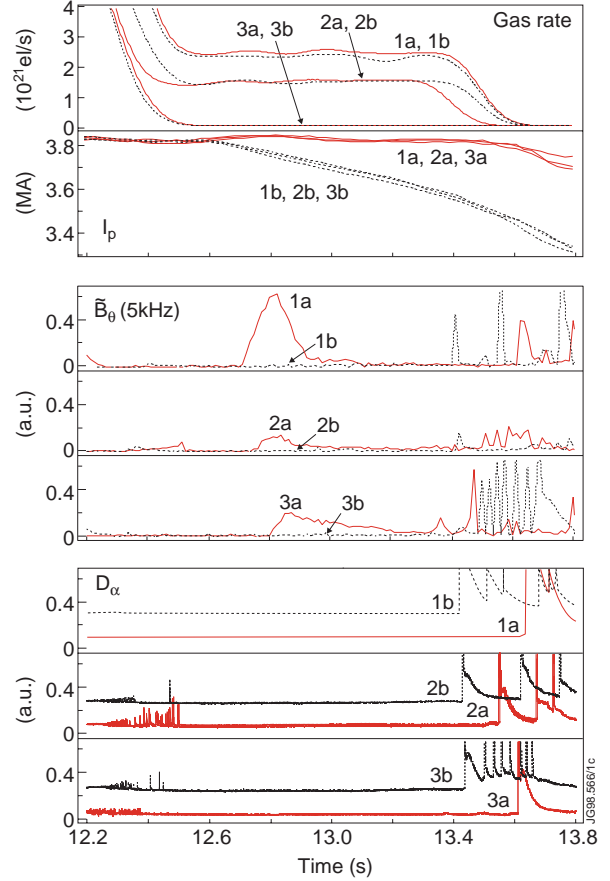 4
Gas rate
3a, 3b
2a, 2b
1a, 1b
(10²¹el/s)
2
0
3.8
1a, 2a, 3a
(MA)
3.6
1b, 2b, 3b
3.4
Iₚ
B̃θ (5kHz)
1a
0.4
1b
0
(a.u.)
0.4
2a
2b
0
0.4
3a
3b
0
Dα
0.4
1b
1a
0
(a.u.)
0.4
2b
2a
0
0.4
3b
3a
0
12.2
12.6
13.0
13.4
13.8
Time (s)
JG98.566/1c